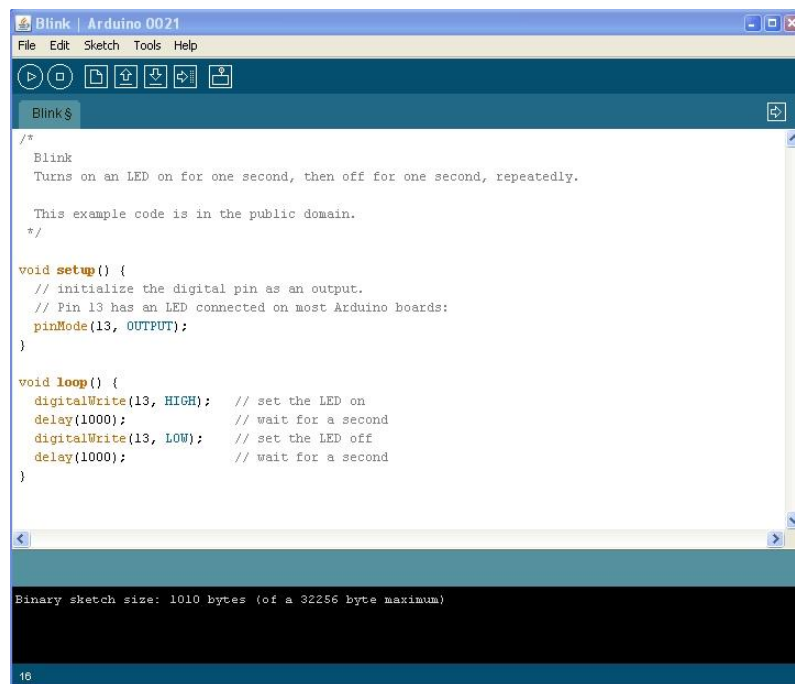 Blink | Arduino 0021
File Edit Sketch Tools Help
Blink§
/*
  Blink
  Turns on an LED on for one second, then off for one second, repeatedly.

  This example code is in the public domain.
 */

void setup() {
  // initialize the digital pin as an output.
  // Pin 13 has an LED connected on most Arduino boards:
  pinMode(13, OUTPUT);
}

void loop() {
  digitalWrite(13, HIGH);   // set the LED on
  delay(1000);              // wait for a second
  digitalWrite(13, LOW);    // set the LED off
  delay(1000);              // wait for a second
}
Binary sketch size: 1010 bytes (of a 32256 byte maximum)
16